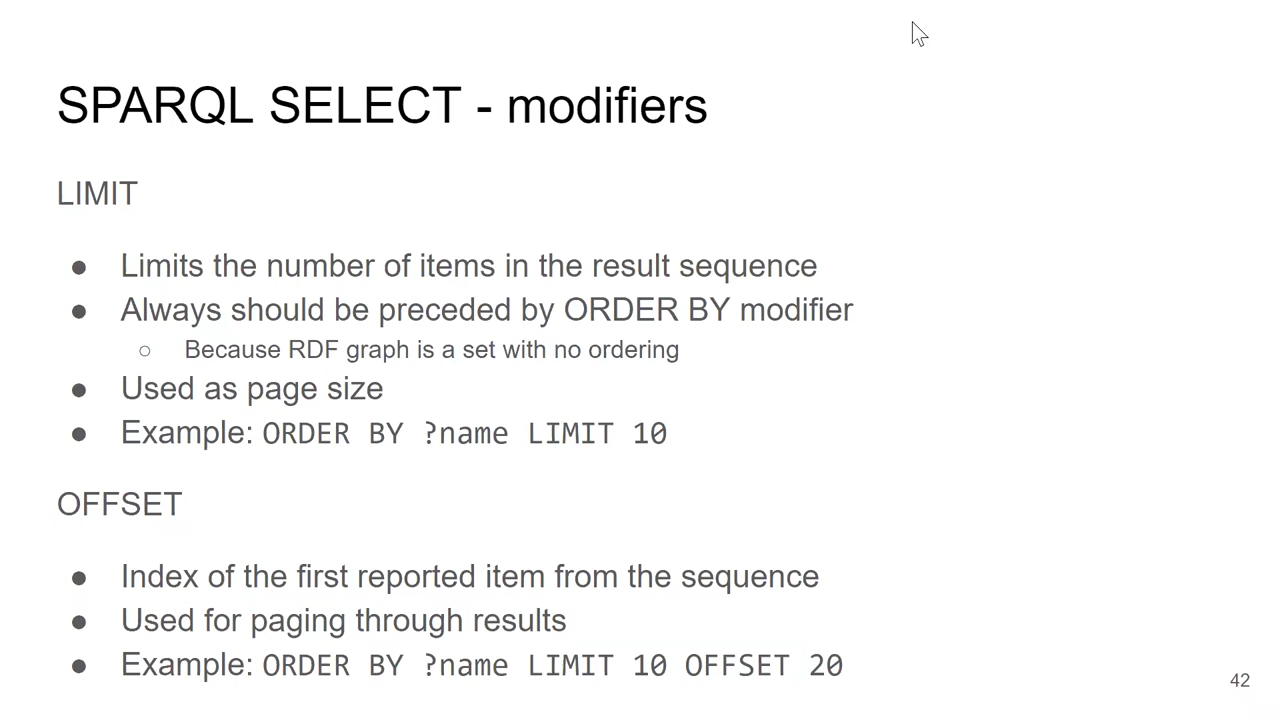 SPARQL SELECT - modifiers
LIMIT
● Limits the number of items in the result sequence
● Always should be preceded by ORDER BY modifier
○ Because RDF graph is a set with no ordering
● Used as page size
● Example: ORDER BY ?name LIMIT 10
OFFSET
● Index of the first reported item from the sequence
● Used for paging through results
● Example: ORDER BY ?name LIMIT 10 OFFSET 20
42